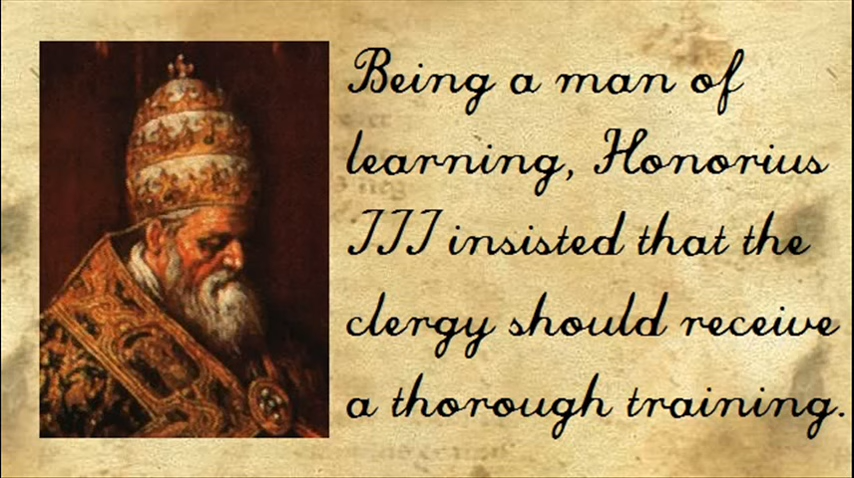 Being a man of
learning, Honorius
III insisted that the
clergy should receive
a thorough training.